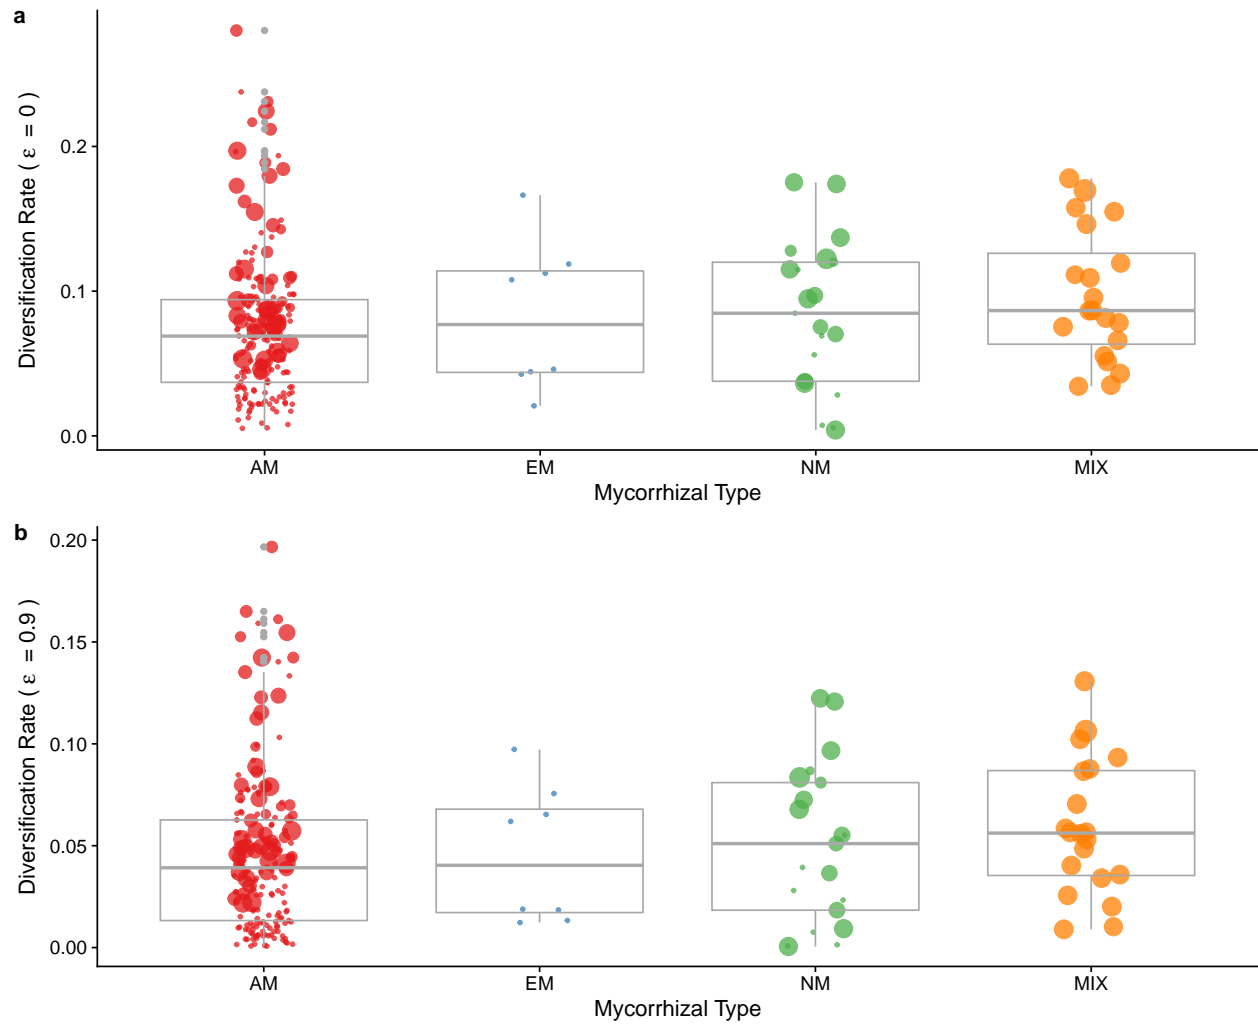 a
Diversification Rate ( ε = 0 )
0.2
0.1
0.0
AM EM NM MIX
Mycorrhizal Type
b
Diversification Rate ( ε = 0.9 )
0.20
0.15
0.10
0.05
0.00
AM EM NM MIX
Mycorrhizal Type